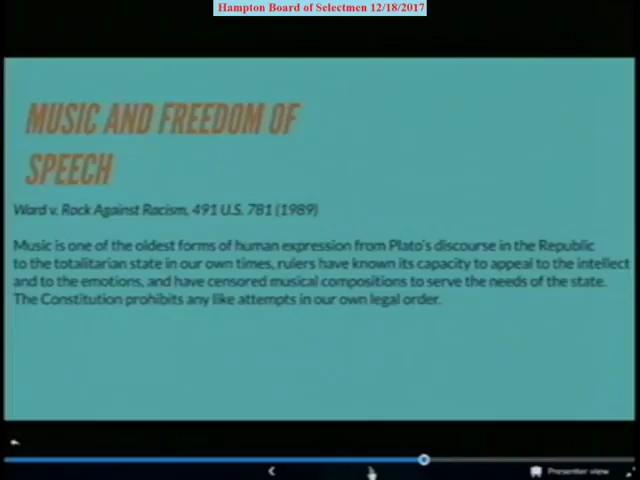 Hampton Board of Selectmen 12/18/2017
MUSIC AND FREEDOM OF
SPEECH
Ward v. Rock Against Racism, 491 U.S. 781 (1989)
Music is one of the oldest forms of human expression from Plato's discourse in the Republic
to the totalitarian state in our own times, rulers have known its capacity to appeal to the intellect
and to the emotions, and have censored musical compositions to serve the needs of the state.
The Constitution prohibits any like attempts in our own legal order.
Presenter view